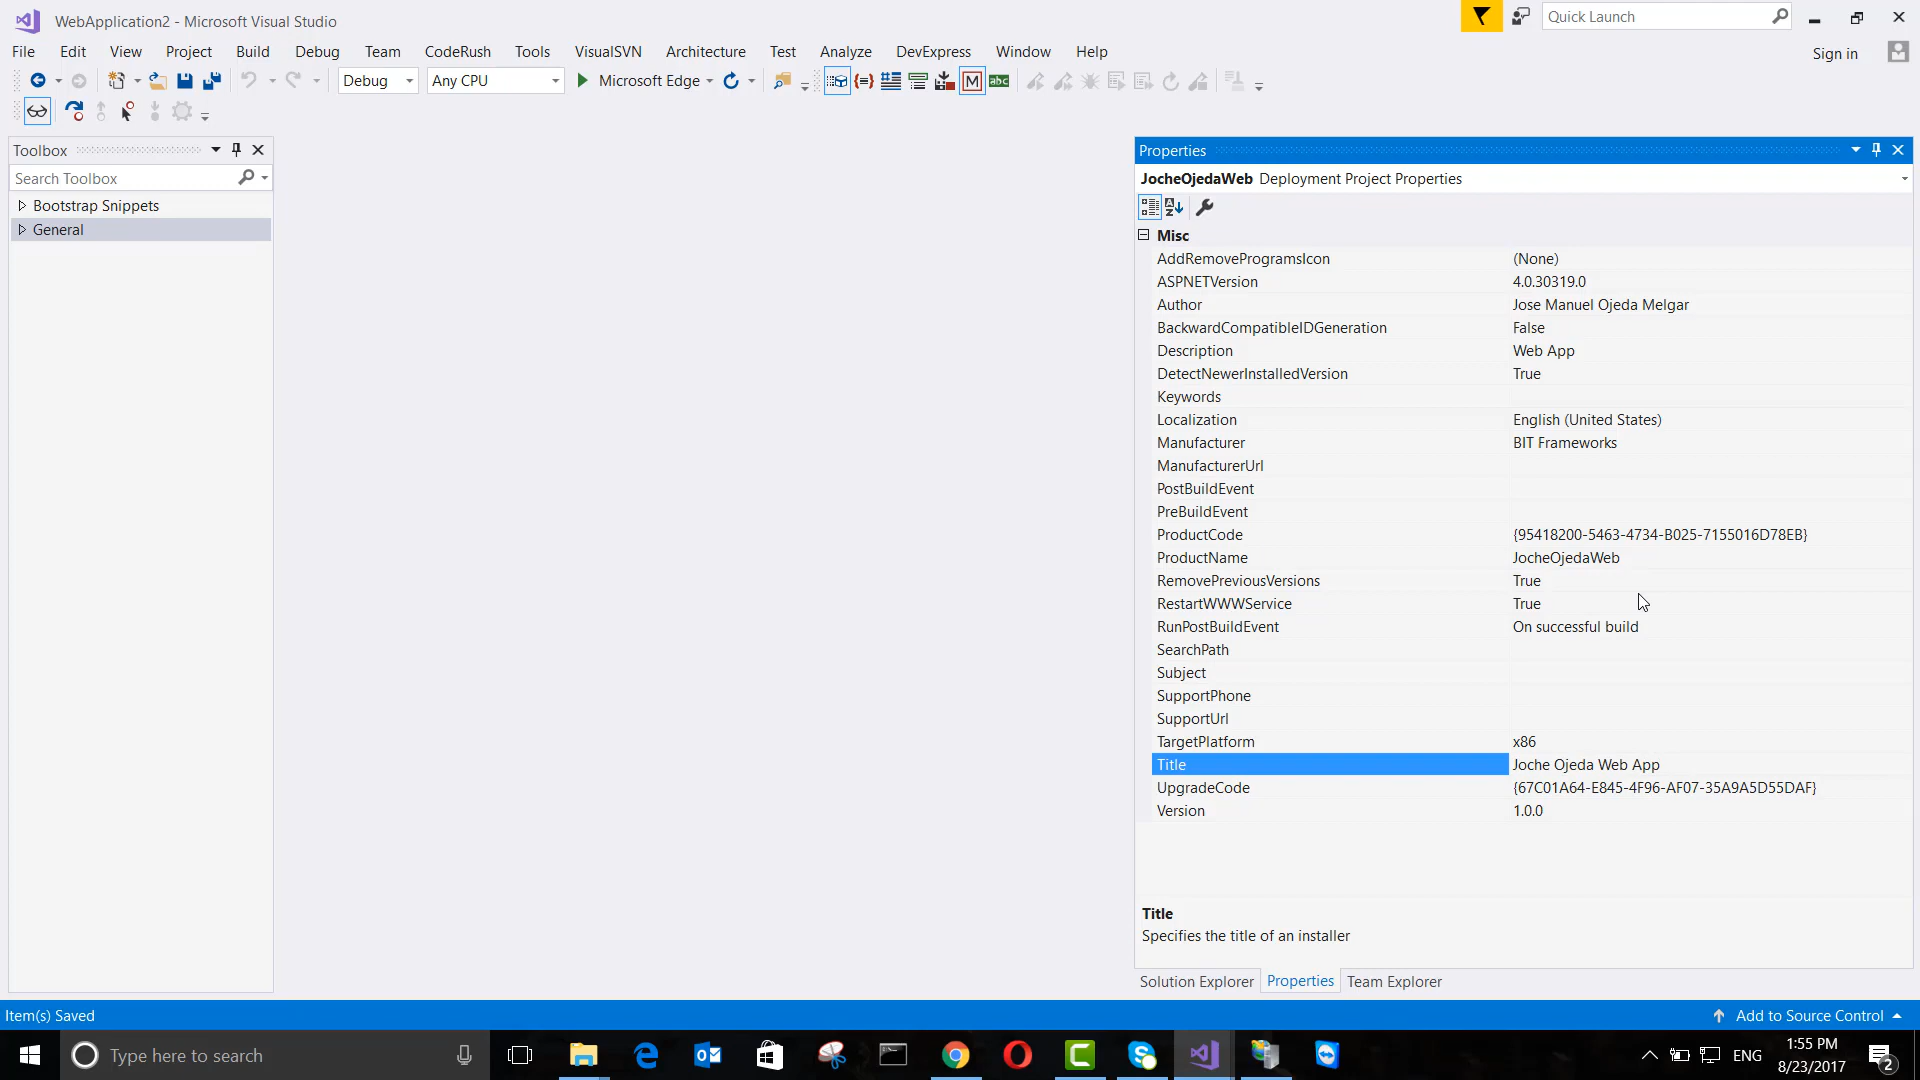 WebApplication2 - Microsoft Visual Studio
Quick Launch
File Edit View Project Build Debug Team CodeRush Tools VisualSVN Architecture Test Analyze DevExpress Window Help
Sign in
Debug Any CPU Microsoft Edge
M abc
Toolbox
Search Toolbox
Bootstrap Snippets
General
Properties
JocheOjedaWeb Deployment Project Properties
Misc
AddRemoveProgramsIcon (None)
ASPNETVersion 4.0.30319.0
Author Jose Manuel Ojeda Melgar
BackwardCompatibleIDGeneration False
Description Web App
DetectNewerInstalledVersion True
Keywords
Localization English (United States)
Manufacturer BIT Frameworks
ManufacturerUrl
PostBuildEvent
PreBuildEvent
ProductCode {95418200-5463-4734-B025-7155016D78EB}
ProductName JocheOjedaWeb
RemovePreviousVersions True
RestartWWWService True
RunPostBuildEvent On successful build
SearchPath
Subject
SupportPhone
SupportUrl
TargetPlatform x86
Title Joche Ojeda Web App
UpgradeCode {67C01A64-E845-4F96-AF07-35A9A5D55DAF}
Version 1.0.0
Title
Specifies the title of an installer
Solution Explorer Properties Team Explorer
Item(s) Saved
Add to Source Control
Type here to search
ENG
1:55 PM
8/23/2017
2